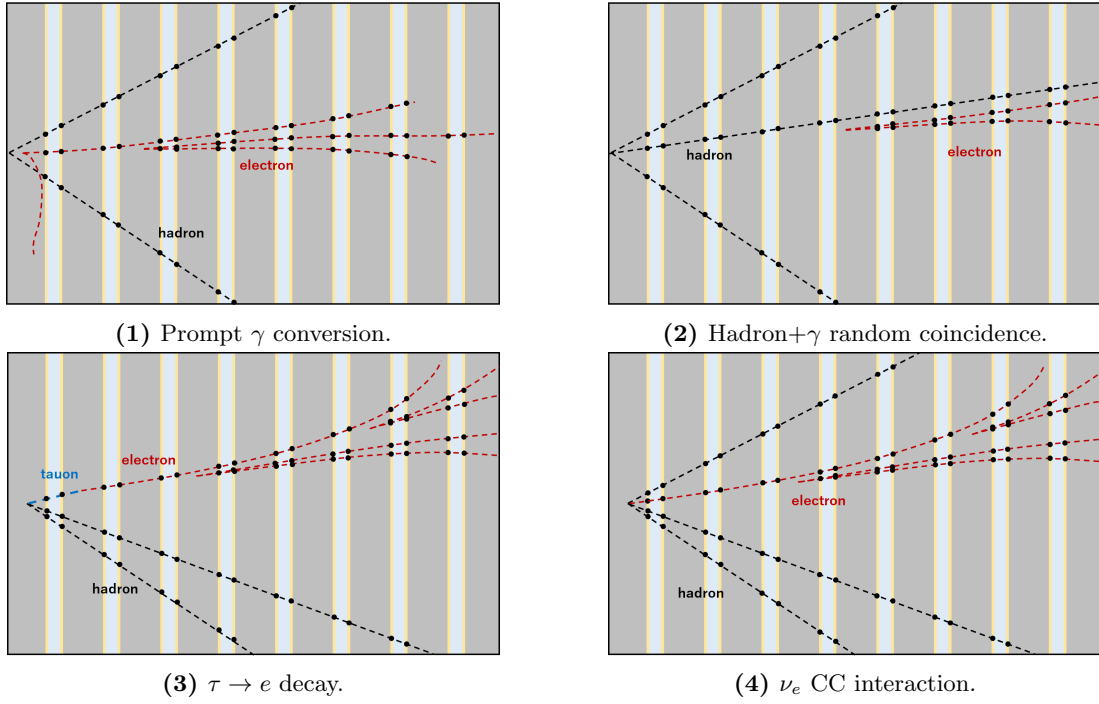 electron
hadron
(1) Prompt γ conversion.
hadron
electron
(2) Hadron+γ random coincidence.
tauon
electron
hadron
(3) τ → e decay.
electron
hadron
(4) νe CC interaction.